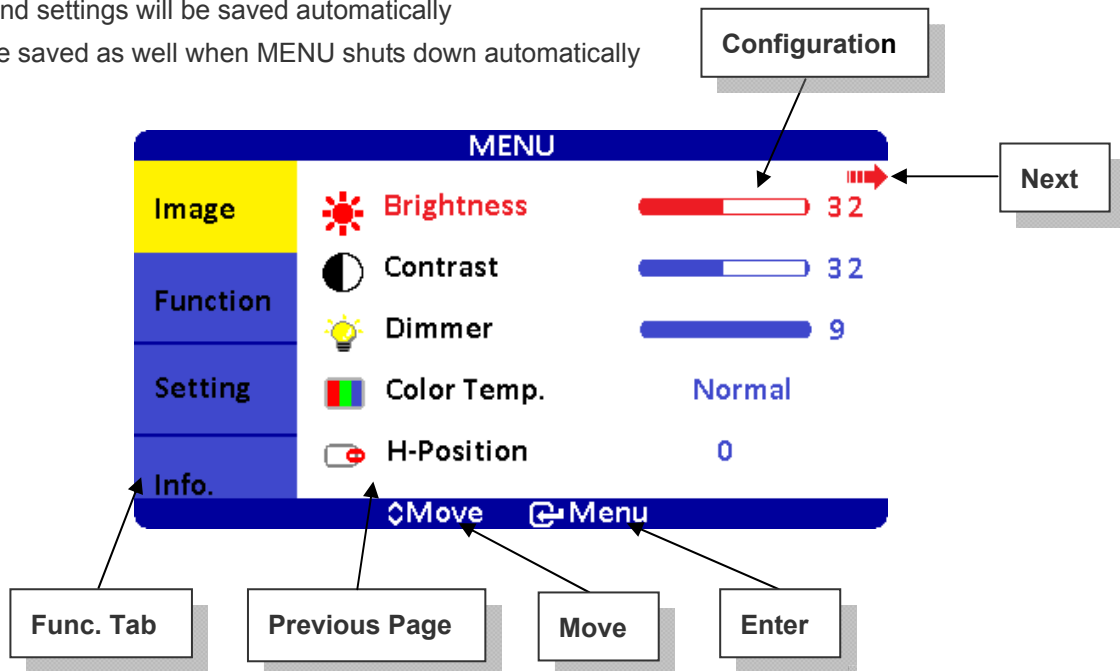 nd settings will be saved automatically
e saved as well when MENU shuts down automatically
Configuration
MENU
Next
Image
Brightness 32
Contrast 32
Function
Dimmer 9
Setting
Color Temp. Normal
H-Position 0
Info.
Move Menu
Func. Tab
Previous Page
Move
Enter